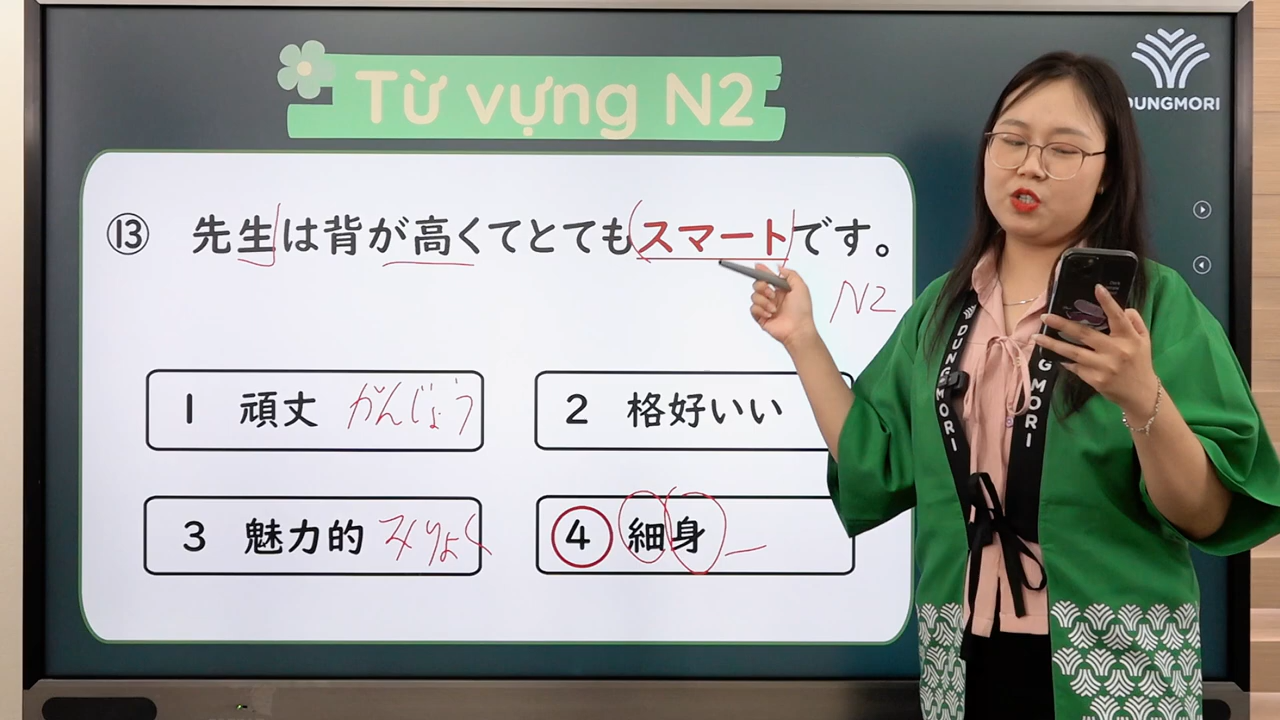 Từ vựng N2
DUNGMORI
⑬ 先生は背が高くてとてもスマートです。
N2
1 頑丈 がんじょう
2 格好いい
3 魅力的 みりょく
4 細身
DUNGMORI
G MORI